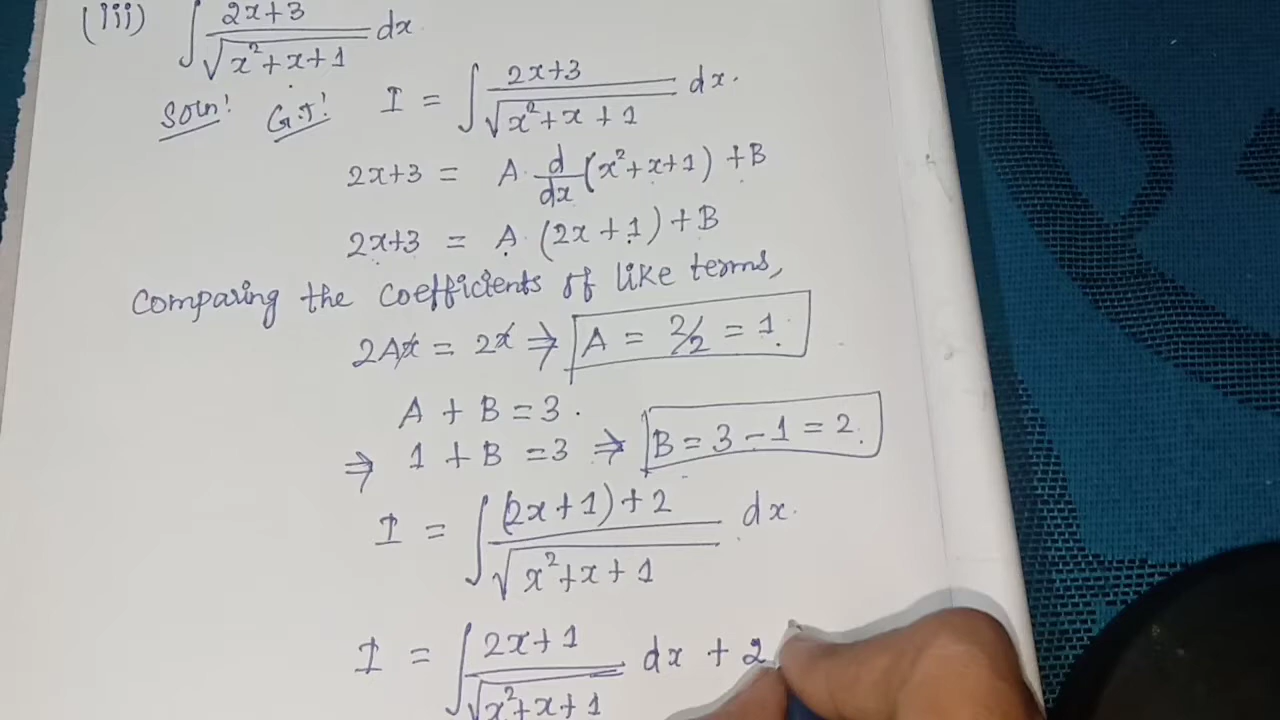 (iii) ∫ 2x+3 / √x²+x+1 dx
Soln! G.T! I = ∫ 2x+3 / √x²+x+1 dx.
2x+3 = A. d/dx (x²+x+1) +B
2x+3 = A (2x+1)+B
Comparing the coefficients of like terms,
2Ax = 2x ⇒ A = 2/2 = 1.
A + B = 3.
⇒ 1 + B = 3 ⇒ B = 3 - 1 = 2.
I = ∫ (2x+1)+2 / √x²+x+1 dx.
I = ∫ 2x+1 / √x²+x+1 dx + 2